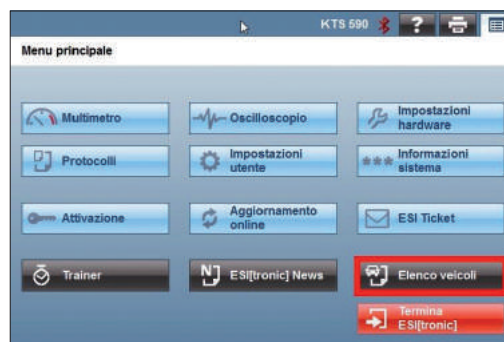 KTS 590 ?
Menu principale
Multimetro
Oscilloscopio
Impostazioni
hardware
Protocolli
Impostazioni
utente
Informazioni
sistema
Attivazione
Aggiornamento
online
ESI Ticket
Trainer
ESI[tronic] News
Elenco veicoli
Termina
ESI[tronic]